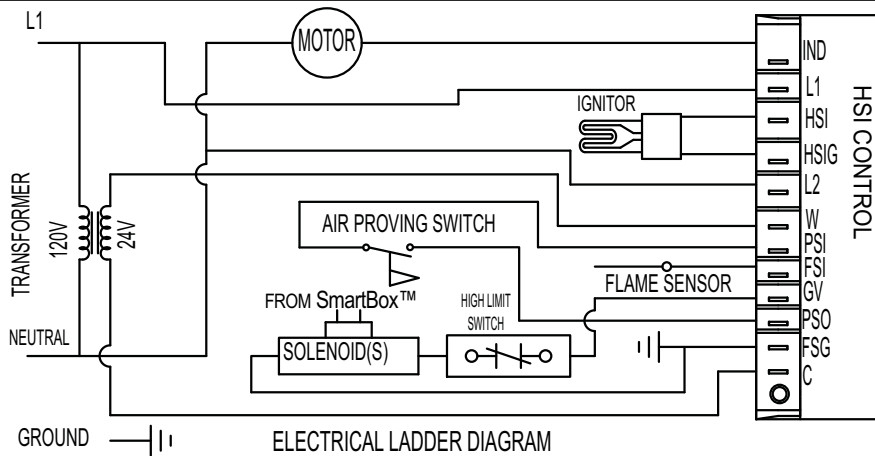 L1
MOTOR
IND
L1
IGNITOR
HSI
HSIG
L2
HSI CONTROL
TRANSFORMER
120V
24V
AIR PROVING SWITCH
W
PSI
FSI
FLAME SENSOR
GV
FROM SmartBox™
HIGH LIMIT
SWITCH
PSO
NEUTRAL
SOLENOID(S)
FSG
C
GROUND
ELECTRICAL LADDER DIAGRAM